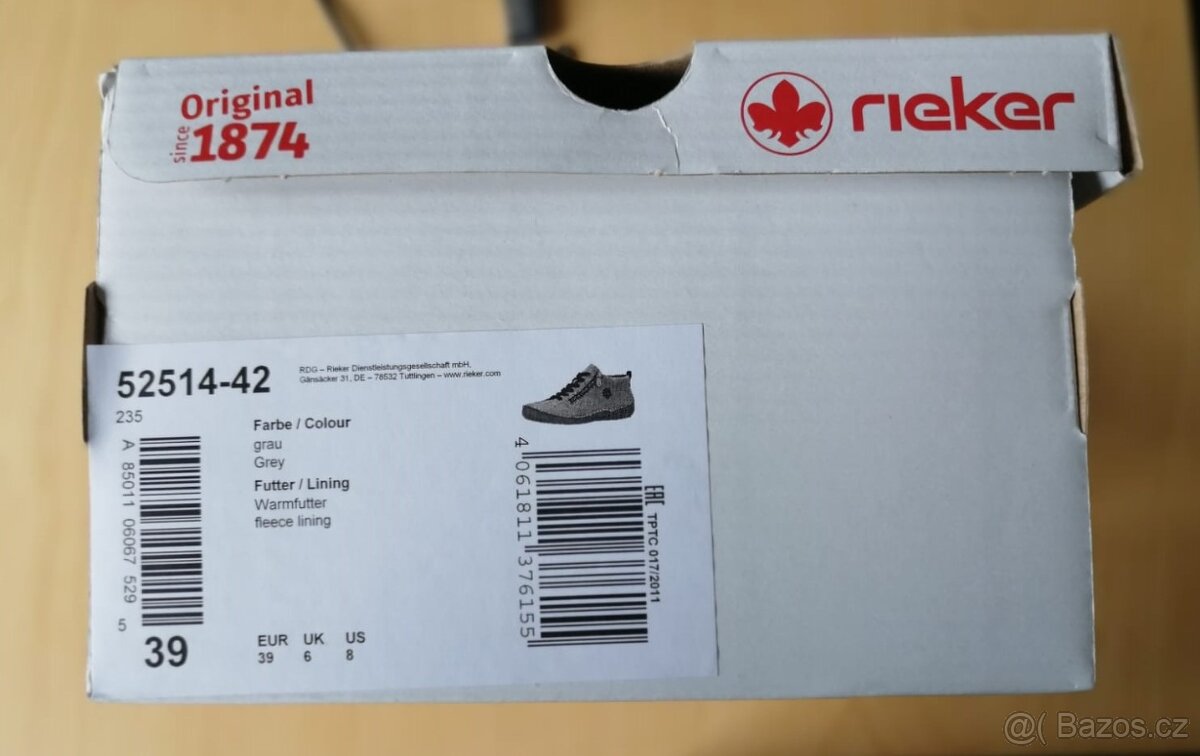 Original
since 1874
rieker
52514-42
235
RDG – Rieker Dienstleistungsgesellschaft mbH,
Gänsäcker 31, DE – 78532 Tuttlingen – www.rieker.com
Farbe / Colour
grau
Grey
Futter / Lining
Warmfutter
fleece lining
A 85011 06067 529 5
39
EUR UK US
39 6 8
4 061811 376155
EAC TPTC 017/2011
@( Bazos.cz